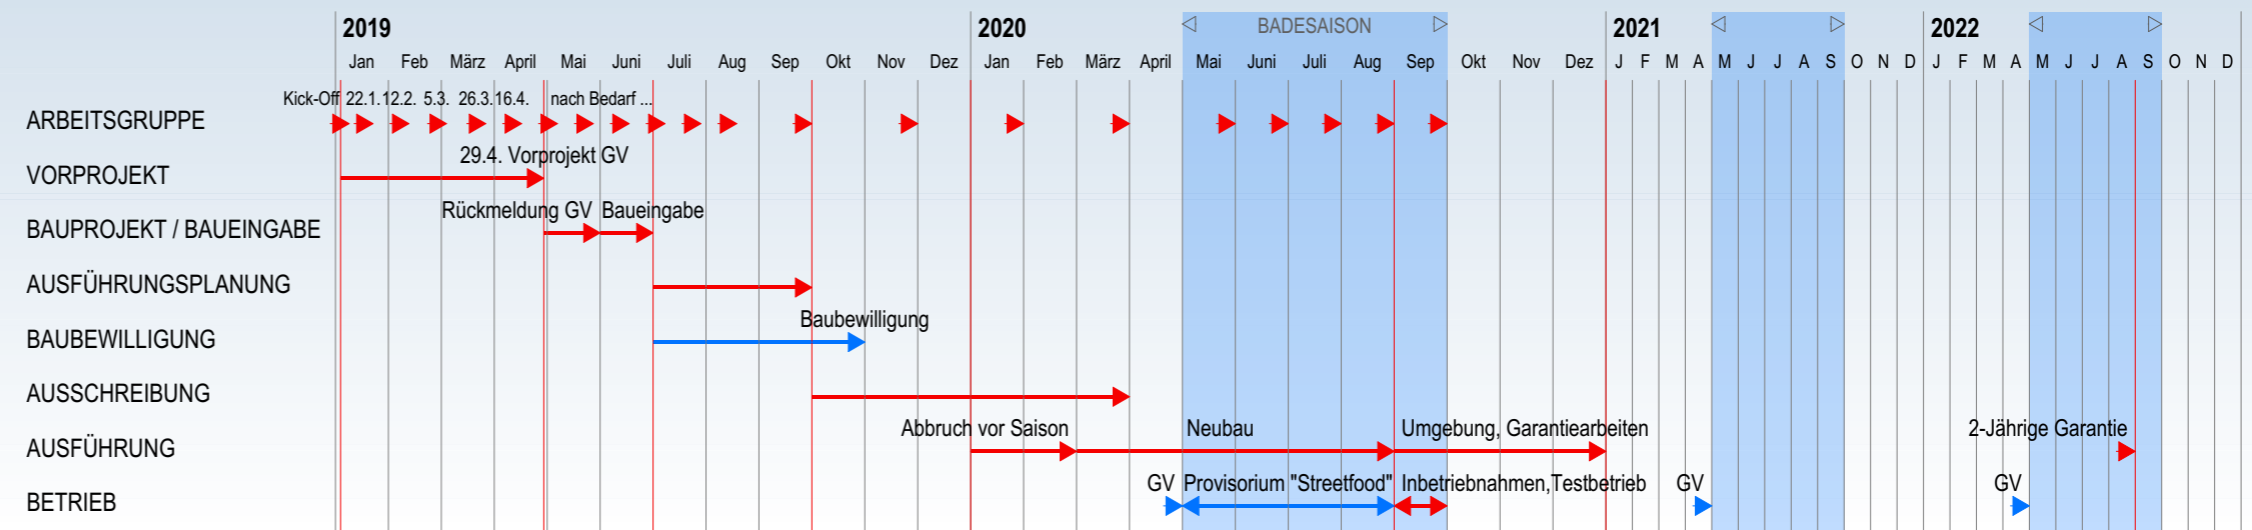 2019 2020 BADESAISON 2021 2022
Jan Feb März April Mai Juni Juli Aug Sep Okt Nov Dez Jan Feb März April Mai Juni Juli Aug Sep Okt Nov Dez J F M A M J J A S O N D J F M A M J J A S O N D
Kick-Off 22.1. 12.2. 5.3. 26.3. 16.4. nach Bedarf ...
ARBEITSGRUPPE
29.4. Vorprojekt GV
VORPROJEKT
Rückmeldung GV Baueingabe
BAUPROJEKT / BAUEINGABE
AUSFÜHRUNGSPLANUNG
Baubewilligung
BAUBEWILLIGUNG
AUSSCHREIBUNG
Abbruch vor Saison Neubau Umgebung, Garantiearbeiten 2-Jährige Garantie
AUSFÜHRUNG
GV Provisorium "Streetfood" Inbetriebnahmen,Testbetrieb GV GV
BETRIEB